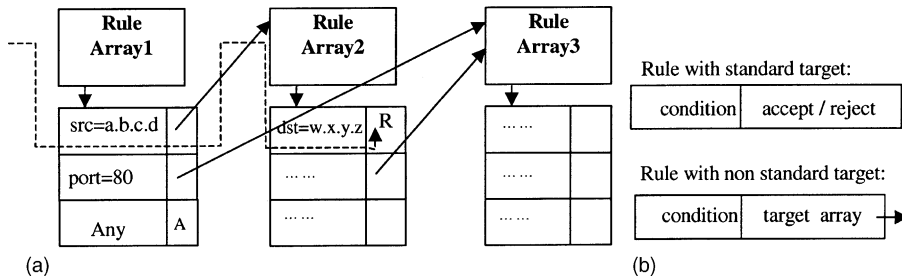 Rule
Array1
Rule
Array2
Rule
Array3
src=a.b.c.d
port=80
Any
A
dst=w.x.y.z
R
......
......
......
......
......
Rule with standard target:
condition
accept / reject
Rule with non standard target:
condition
target array
(a)
(b)